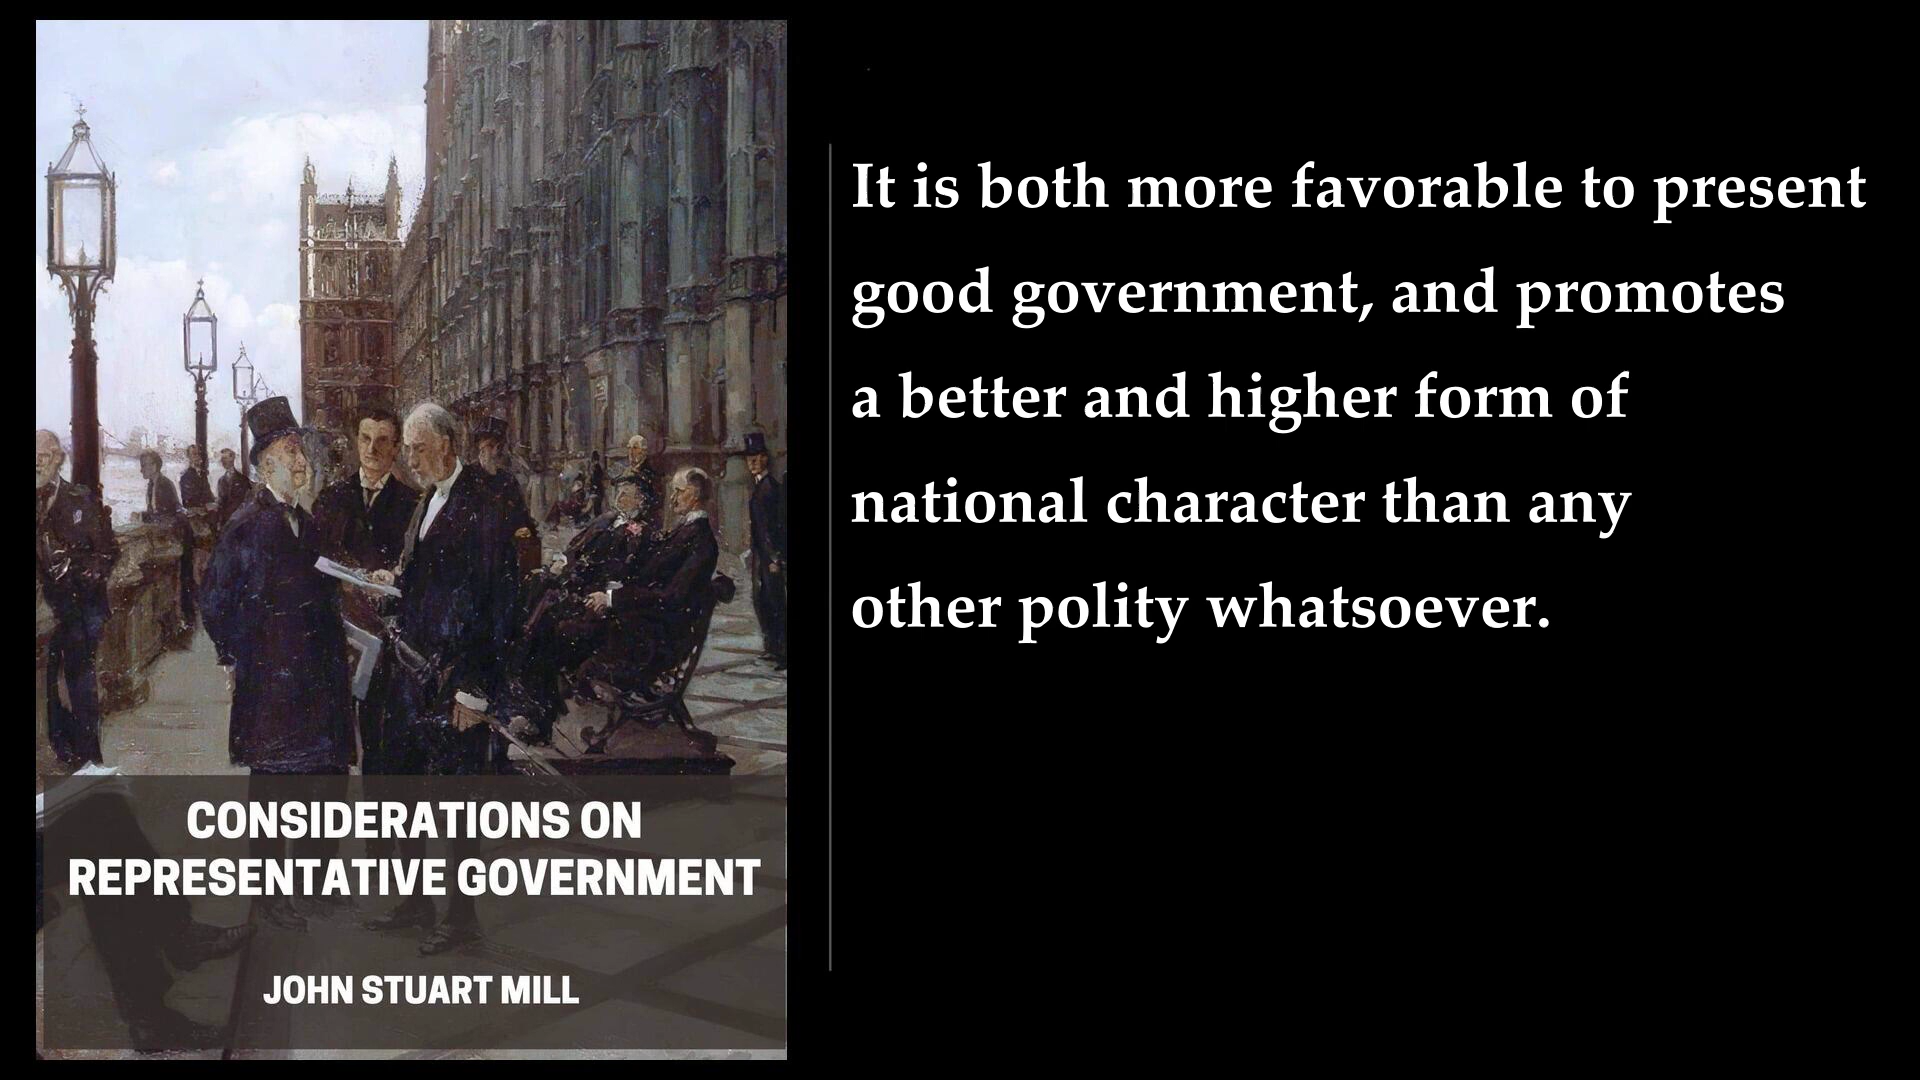 It is both more favorable to present
good government, and promotes
a better and higher form of
national character than any
other polity whatsoever.
CONSIDERATIONS ON
REPRESENTATIVE GOVERNMENT
JOHN STUART MILL